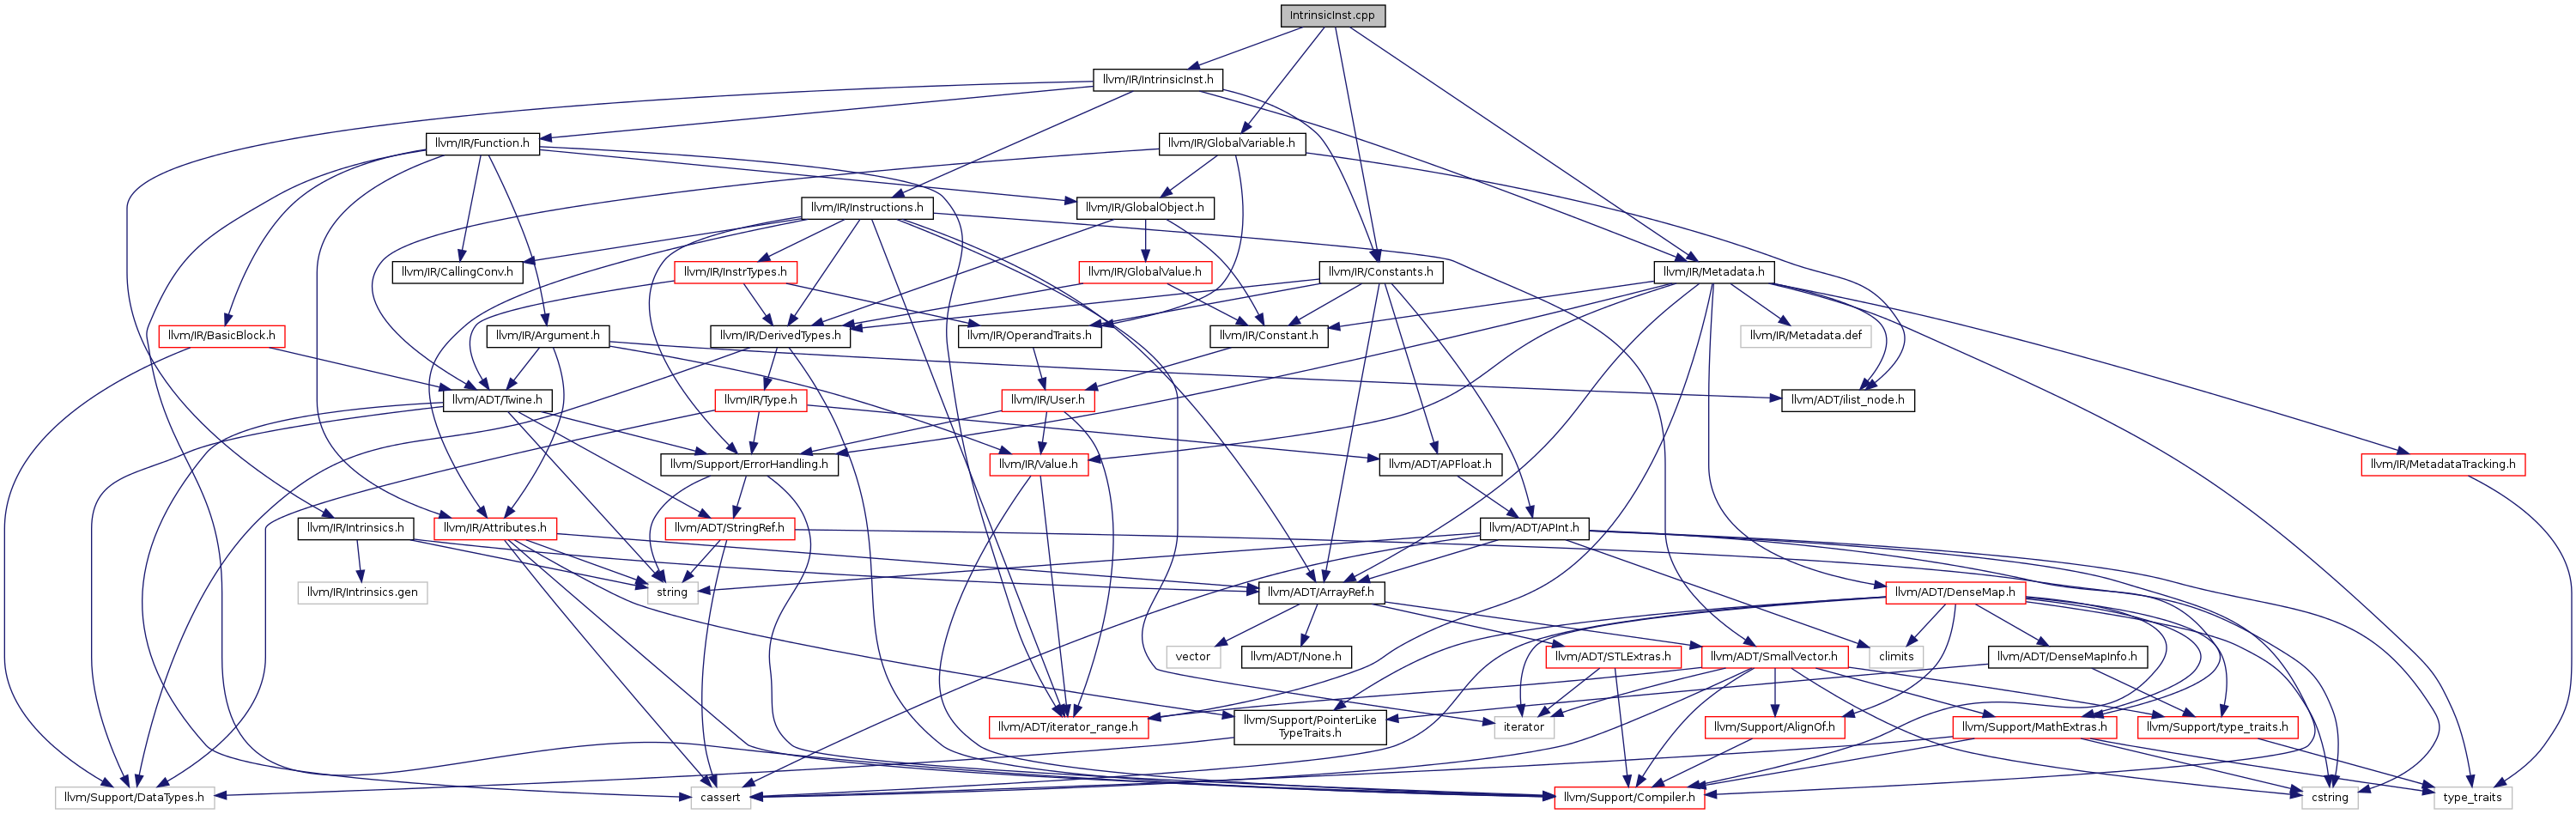 IntrinsicInst.cpp
llvm/IR/IntrinsicInst.h
llvm/IR/Function.h
llvm/IR/GlobalVariable.h
llvm/IR/Instructions.h
llvm/IR/GlobalObject.h
llvm/IR/CallingConv.h
llvm/IR/InstrTypes.h
llvm/IR/GlobalValue.h
llvm/IR/Constants.h
llvm/IR/Metadata.h
llvm/IR/BasicBlock.h
llvm/IR/Argument.h
llvm/IR/DerivedTypes.h
llvm/IR/OperandTraits.h
llvm/IR/Constant.h
llvm/IR/Metadata.def
llvm/ADT/Twine.h
llvm/IR/Type.h
llvm/IR/User.h
llvm/ADT/ilist_node.h
llvm/Support/ErrorHandling.h
llvm/IR/Value.h
llvm/ADT/APFloat.h
llvm/IR/MetadataTracking.h
llvm/IR/Intrinsics.h
llvm/IR/Attributes.h
llvm/ADT/StringRef.h
llvm/ADT/APInt.h
llvm/IR/Intrinsics.gen
string
llvm/ADT/ArrayRef.h
llvm/ADT/DenseMap.h
vector
llvm/ADT/None.h
llvm/ADT/STLExtras.h
llvm/ADT/SmallVector.h
climits
llvm/ADT/DenseMapInfo.h
llvm/ADT/iterator_range.h
llvm/Support/PointerLike
TypeTraits.h
iterator
llvm/Support/AlignOf.h
llvm/Support/MathExtras.h
llvm/Support/type_traits.h
llvm/Support/DataTypes.h
cassert
llvm/Support/Compiler.h
cstring
type_traits